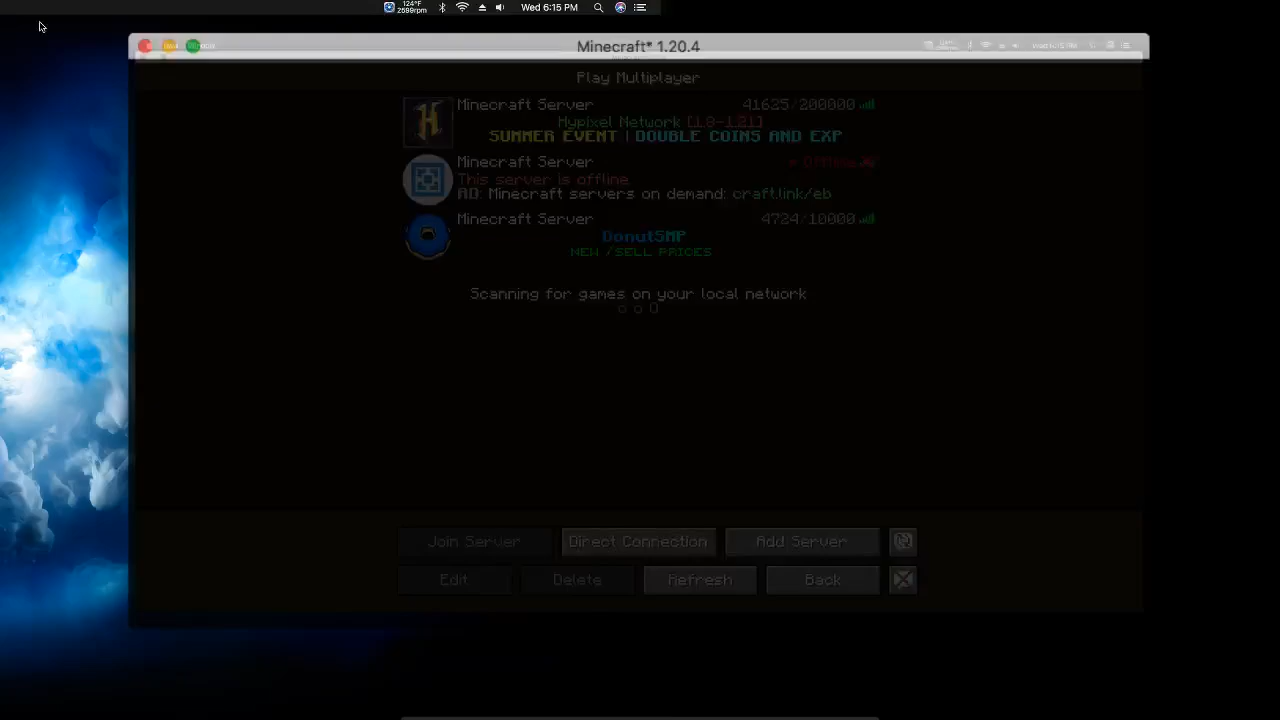 124°F
2599rpm
Wed 6:15 PM
Minecraft* 1.20.4
Play Multiplayer
Minecraft Server 41625/200000
Hypixel Network [1.8-1.21]
SUMMER EVENT | DOUBLE COINS AND EXP
Minecraft Server Offline
This server is offline
AD: Minecraft servers on demand: craft.link/eb
Minecraft Server 4724/10000
DonutSMP
NEW /SELL PRICES
Scanning for games on your local network
o o O
Join Server Direct Connection Add Server
Edit Delete Refresh Back